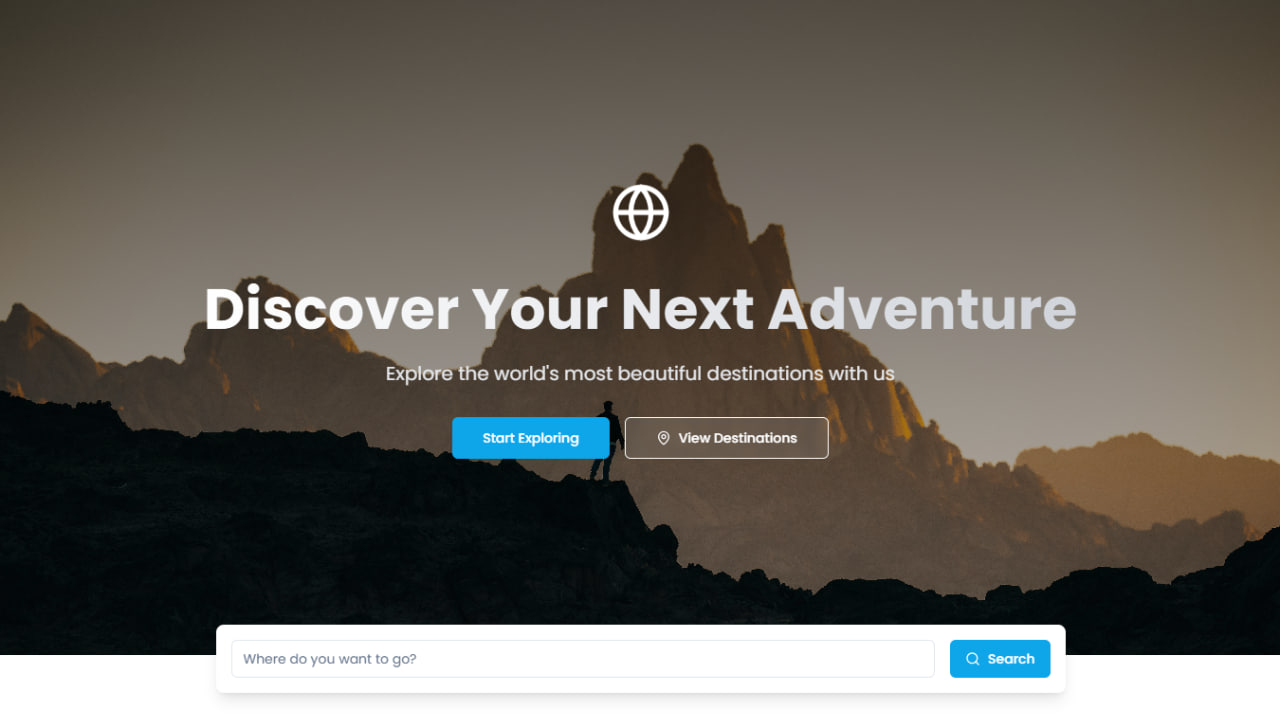 Discover Your Next Adventure
Explore the world's most beautiful destinations with us
Start Exploring
View Destinations
Where do you want to go?
Search